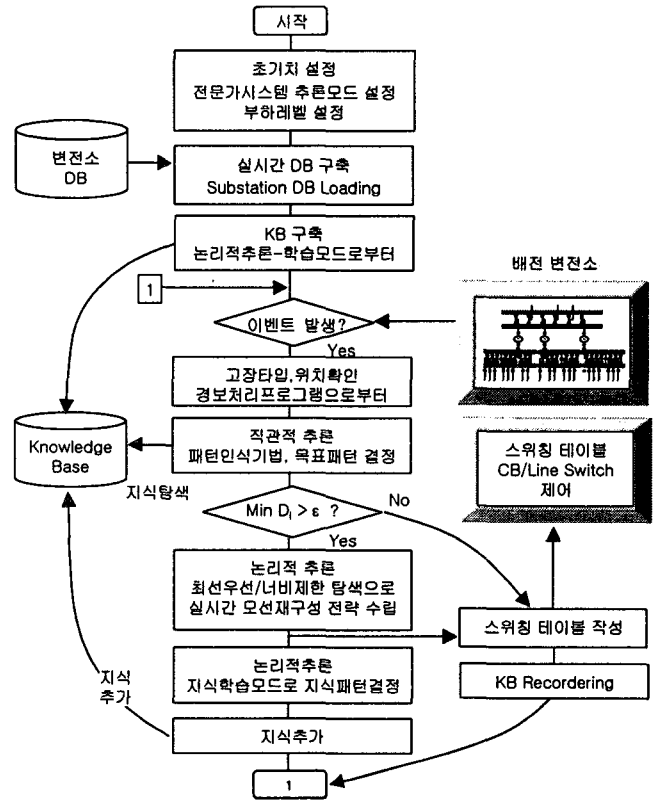 시작
초기치 설정
전문가시스템 추론모드 설정
부하레벨 설정
변전소
DB
실시간 DB 구축
Substation DB Loading
KB 구축
논리적추론-학습모드로부터
1
배전 변전소
이벤트 발생?
Yes
고장타입,위치확인
경보처리프로그램으로부터
Knowledge
Base
직관적 추론
패턴인식기법, 목표패턴 결정
스위칭 테이블
CB/Line Switch
제어
지식탐색
Min Di > ε ?
No
Yes
논리적 추론
최선우선/너비제한 탐색으로
실시간 모선재구성 전략 수립
스위칭 테이볼 작성
논리적추론
지식학습모드로 지식패턴결정
KB Recordering
지식
추가
지식추가
1